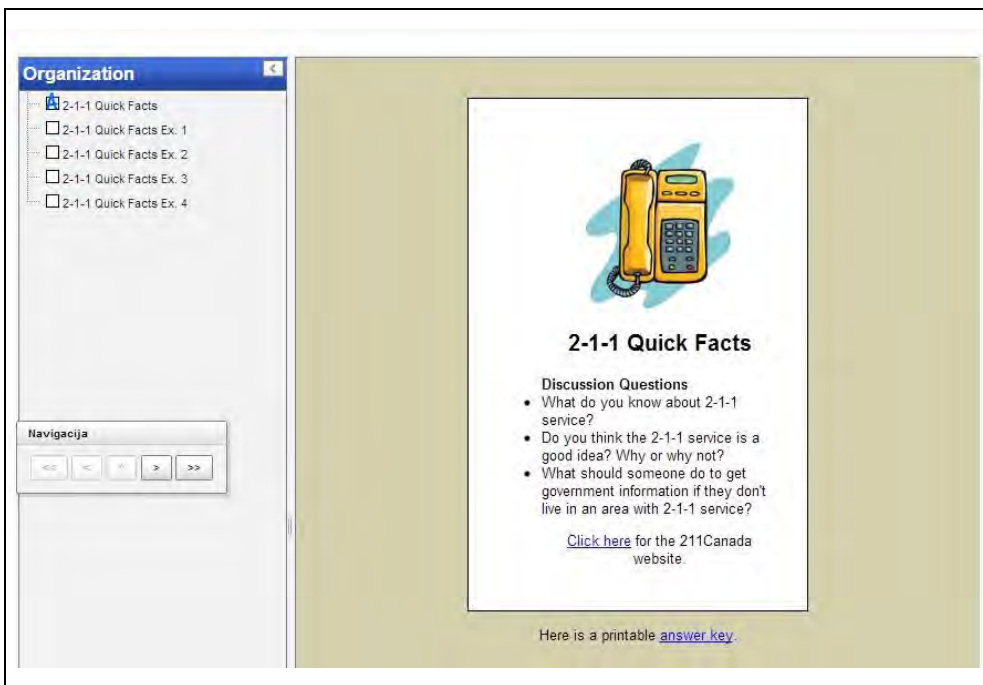 Organization
2-1-1 Quick Facts
2-1-1 Quick Facts Ex. 1
2-1-1 Quick Facts Ex. 2
2-1-1 Quick Facts Ex. 3
2-1-1 Quick Facts Ex. 4
Navigacija
<< < ^ > >>
2-1-1 Quick Facts
Discussion Questions
• What do you know about 2-1-1
service?
• Do you think the 2-1-1 service is a
good idea? Why or why not?
• What should someone do to get
government information if they don't
live in an area with 2-1-1 service?
Click here for the 211Canada
website.
Here is a printable answer key.